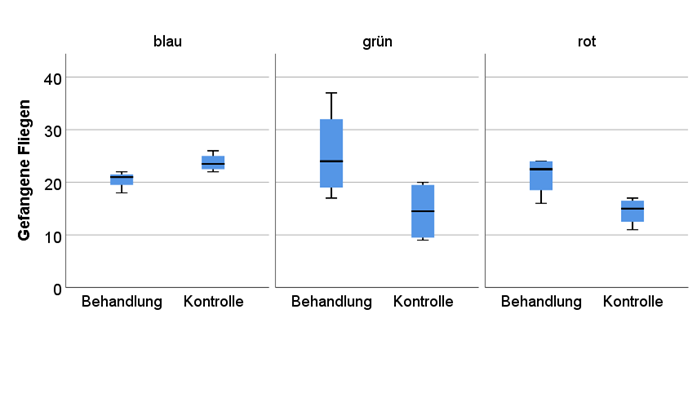 blau grün rot
Gefangene Fliegen
40
30
20
10
0
Behandlung Kontrolle Behandlung Kontrolle Behandlung Kontrolle